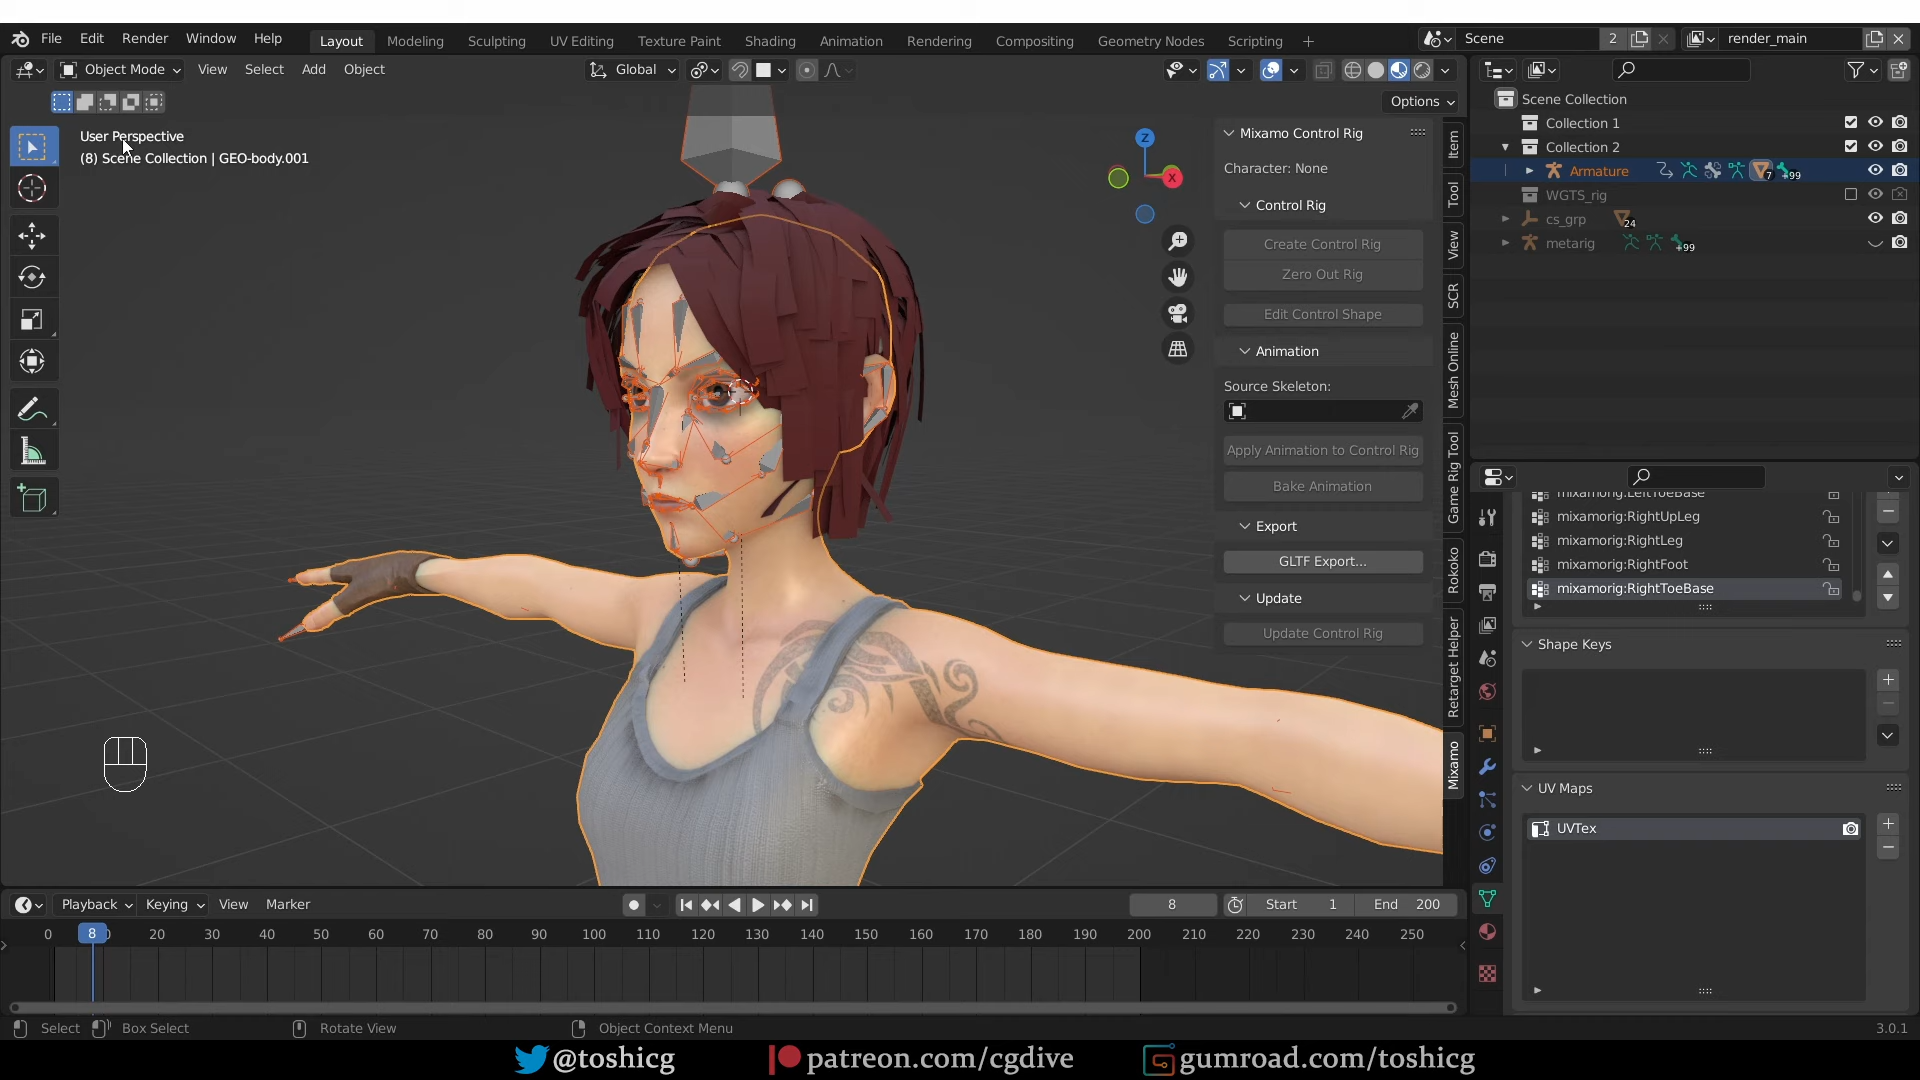 File Edit Render Window Help
Layout Modeling Sculpting UV Editing Texture Paint Shading Animation Rendering Compositing Geometry Nodes Scripting +
Scene 2 render_main
Object Mode View Select Add Object Global
Options
User Perspective
(8) Scene Collection | GEO-body.001
Z
X
Mixamo Control Rig
Character: None
Control Rig
Create Control Rig
Zero Out Rig
Edit Control Shape
Animation
Source Skeleton:
Apply Animation to Control Rig
Bake Animation
Export
GLTF Export...
Update
Update Control Rig
Item
Tool
View
SCR
Mesh Online
Game Rig Tool
Rokoko
Retarget Helper
Mixamo
Scene Collection
Collection 1
Collection 2
Armature 7 +99
WGTS_rig
cs_grp 24
metarig +99
mixamorig:LeftToeBase
mixamorig:RightUpLeg
mixamorig:RightLeg
mixamorig:RightFoot
mixamorig:RightToeBase
Shape Keys
UV Maps
UVTex
Playback Keying View Marker 8 Start 1 End 200
0 8 20 30 40 50 60 70 80 90 100 110 120 130 140 150 160 170 180 190 200 210 220 230 240 250
Select Box Select Rotate View Object Context Menu 3.0.1
@toshicg patreon.com/cgdive gumroad.com/toshicg